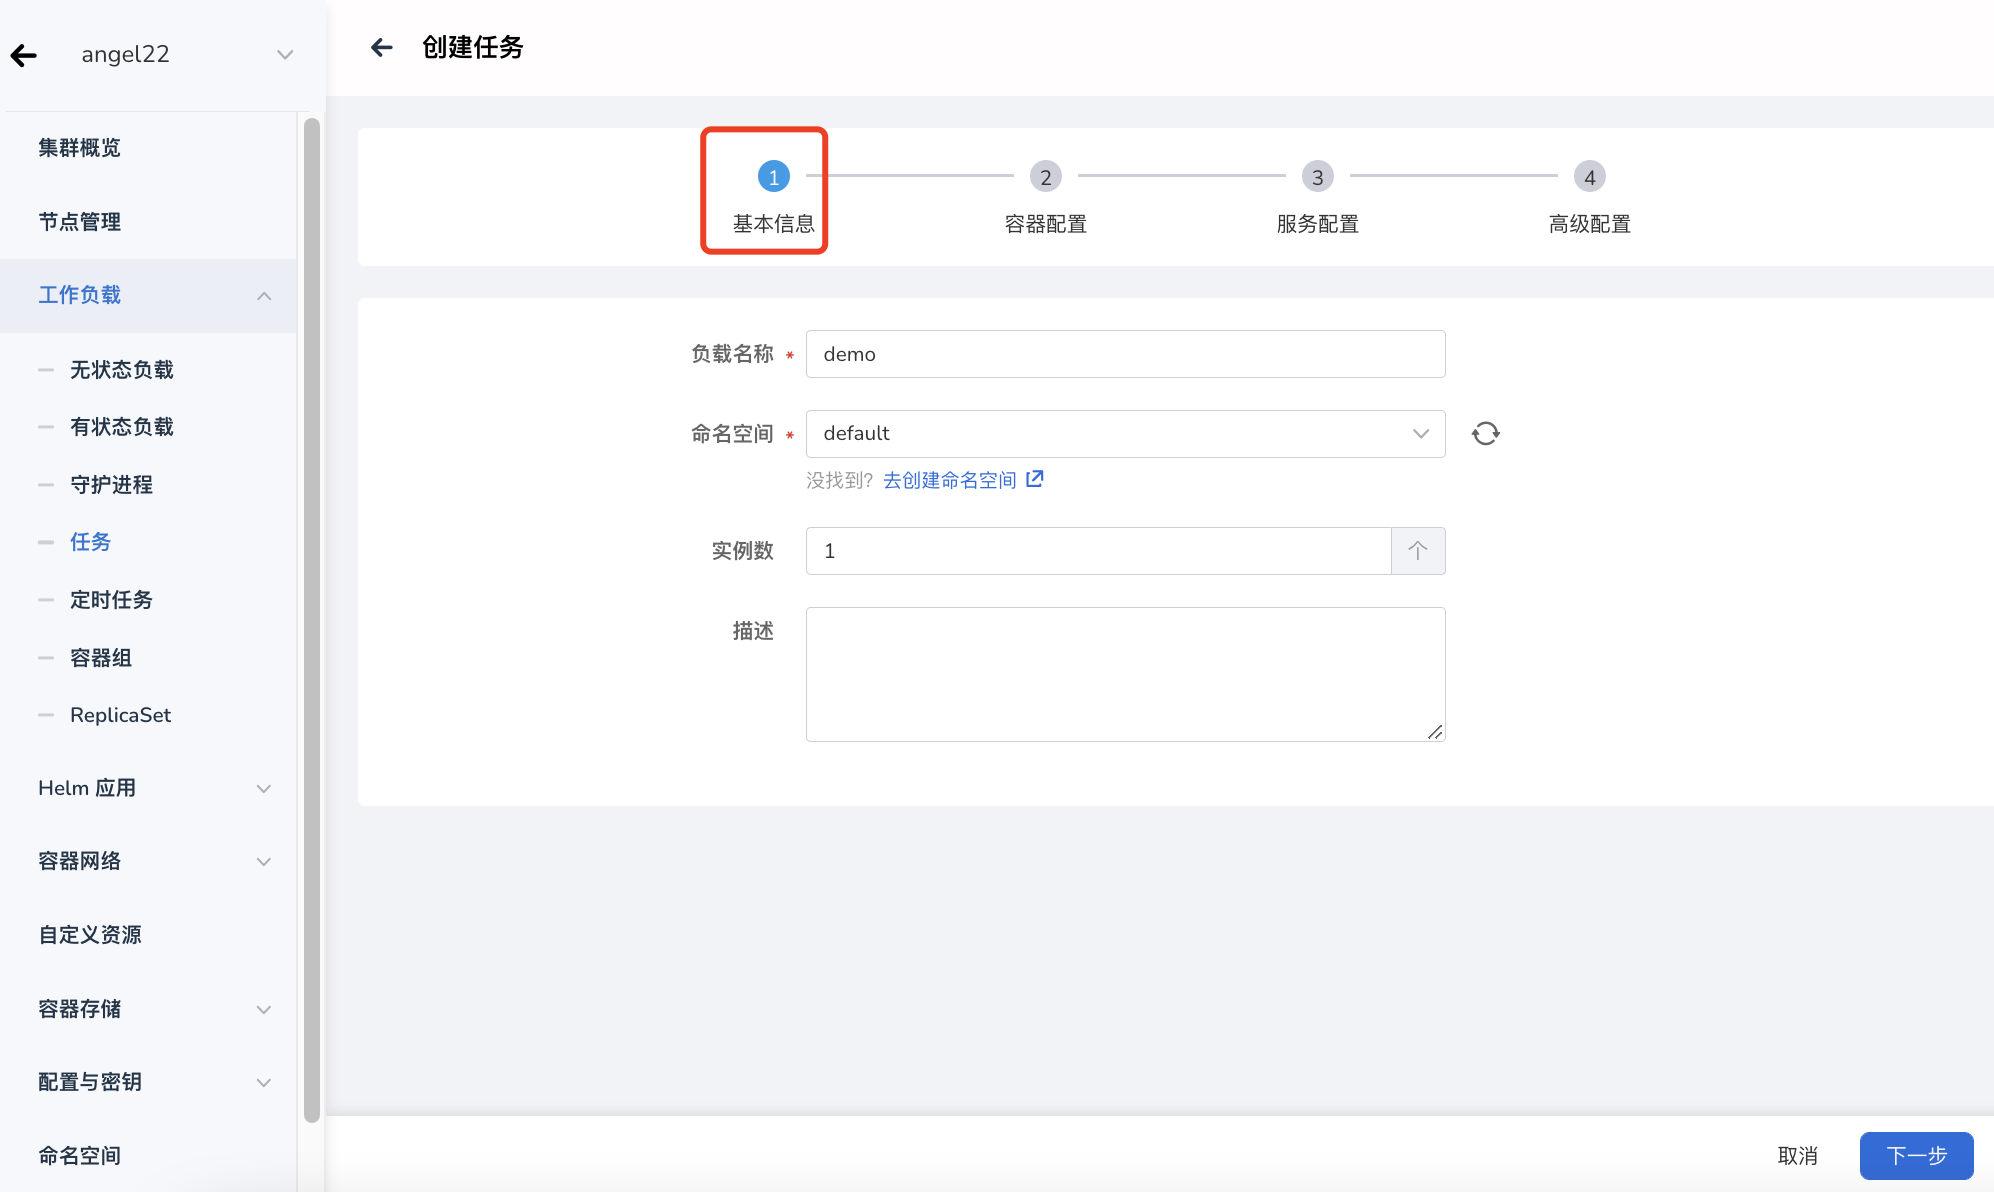 angel22
集群概览
节点管理
工作负载
无状态负载
有状态负载
守护进程
任务
定时任务
容器组
ReplicaSet
Helm 应用
容器网络
自定义资源
容器存储
配置与密钥
命名空间
创建任务
1
2
3
4
基本信息
容器配置
服务配置
高级配置
负载名称 * demo
命名空间 * default
没找到? 去创建命名空间
实例数 1 个
描述
取消 下一步